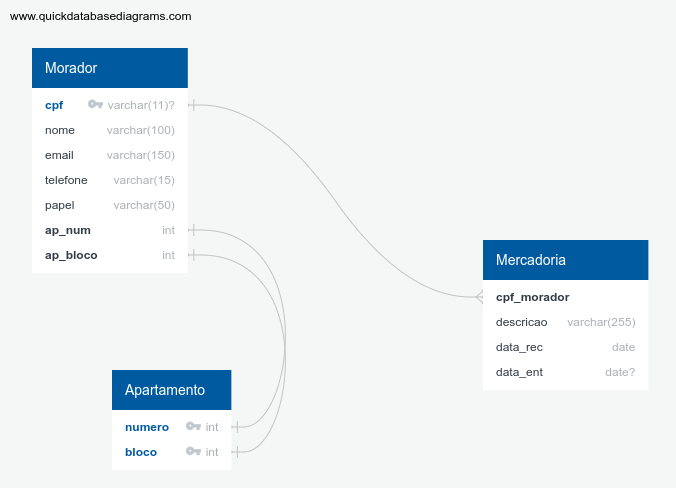 www.quickdatabasediagrams.com
Morador
cpf varchar(11)?
nome varchar(100)
email varchar(150)
telefone varchar(15)
papel varchar(50)
ap_num int
ap_bloco int
Mercadoria
cpf_morador
descricao varchar(255)
data_rec date
data_ent date?
Apartamento
numero int
bloco int